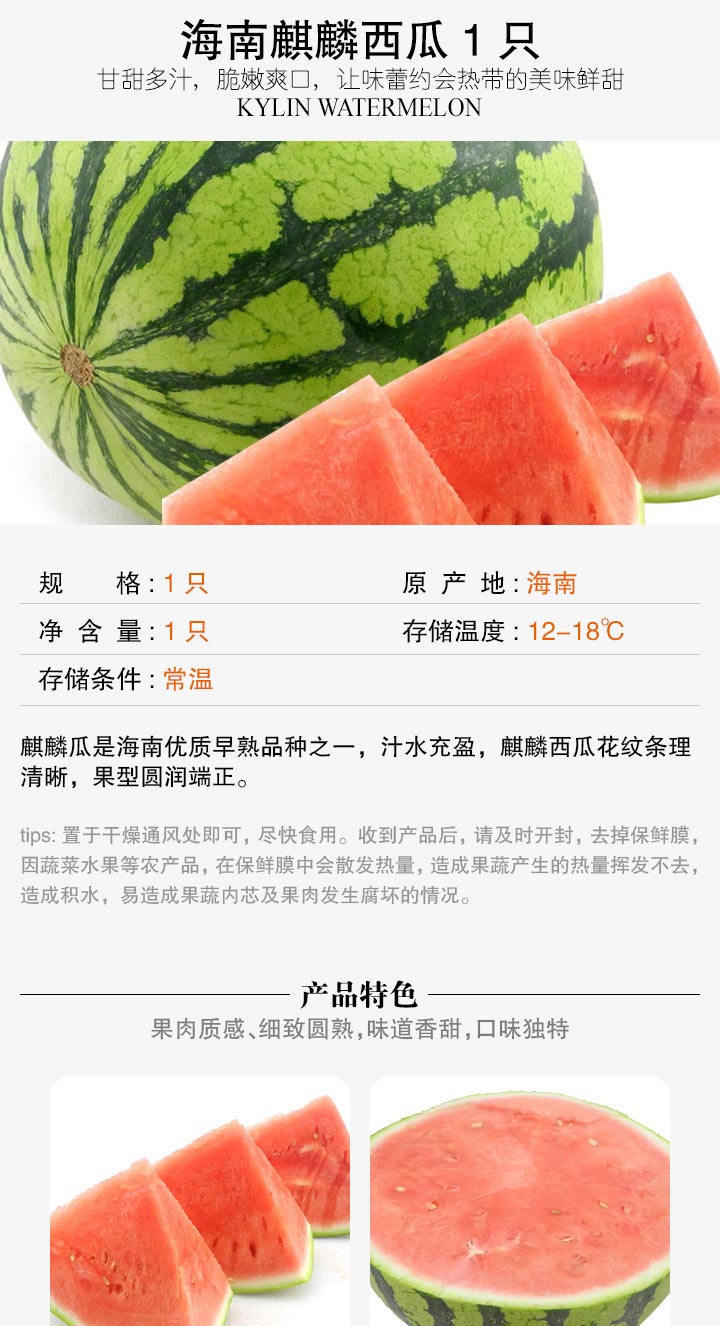 海南麒麟西瓜1只
甘甜多汁，脆嫩爽口，让味蕾约会热带的美味鲜甜
KYLIN WATERMELON
规格：1只
原产地：海南
净含量：1只
存储温度：12-18℃
存储条件：常温
麒麟瓜是海南优质早熟品种之一，汁水充盈，麒麟西瓜花纹条理
清晰，果型圆润端正。
tips: 置于干燥通风处即可，尽快食用。收到产品后，请及时开封，去掉保鲜膜，
因蔬菜水果等农产品，在保鲜膜中会散发热量，造成果蔬产生的热量挥发不去，
造成积水，易造成果蔬内芯及果肉发生腐坏的情况。
产品特色
果肉质感、细致圆熟，味道香甜，口味独特